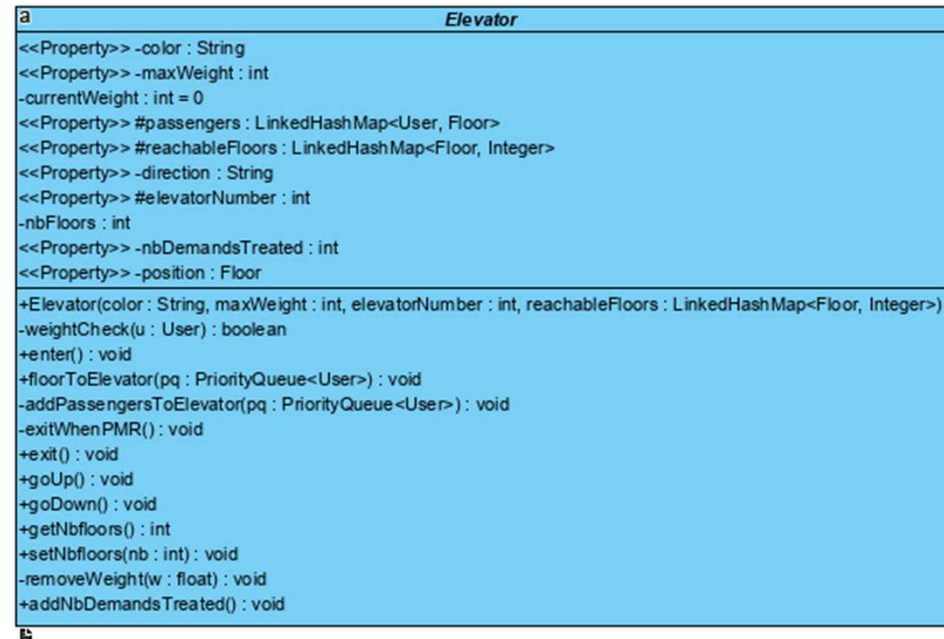 a
Elevator
<<Property>> -color : String
<<Property>> -maxWeight : int
-currentWeight : int = 0
<<Property>> #passengers : LinkedHashMap<User, Floor>
<<Property>> #reachableFloors : LinkedHashMap<Floor, Integer>
<<Property>> -direction : String
<<Property>> #elevatorNumber : int
-nbFloors : int
<<Property>> -nbDemandsTreated : int
<<Property>> -position : Floor
+Elevator(color : String, maxWeight : int, elevatorNumber : int, reachableFloors : LinkedHashMap<Floor, Integer>)
-weightCheck(u : User) : boolean
+enter() : void
+floorToElevator(pq : PriorityQueue<User>) : void
-addPassengersToElevator(pq : PriorityQueue<User>) : void
-exitWhenPMR() : void
+exit() : void
+goUp() : void
+goDown() : void
+getNbfloors() : int
+setNbfloors(nb : int) : void
-removeWeight(w : float) : void
+addNbDemandsTreated() : void